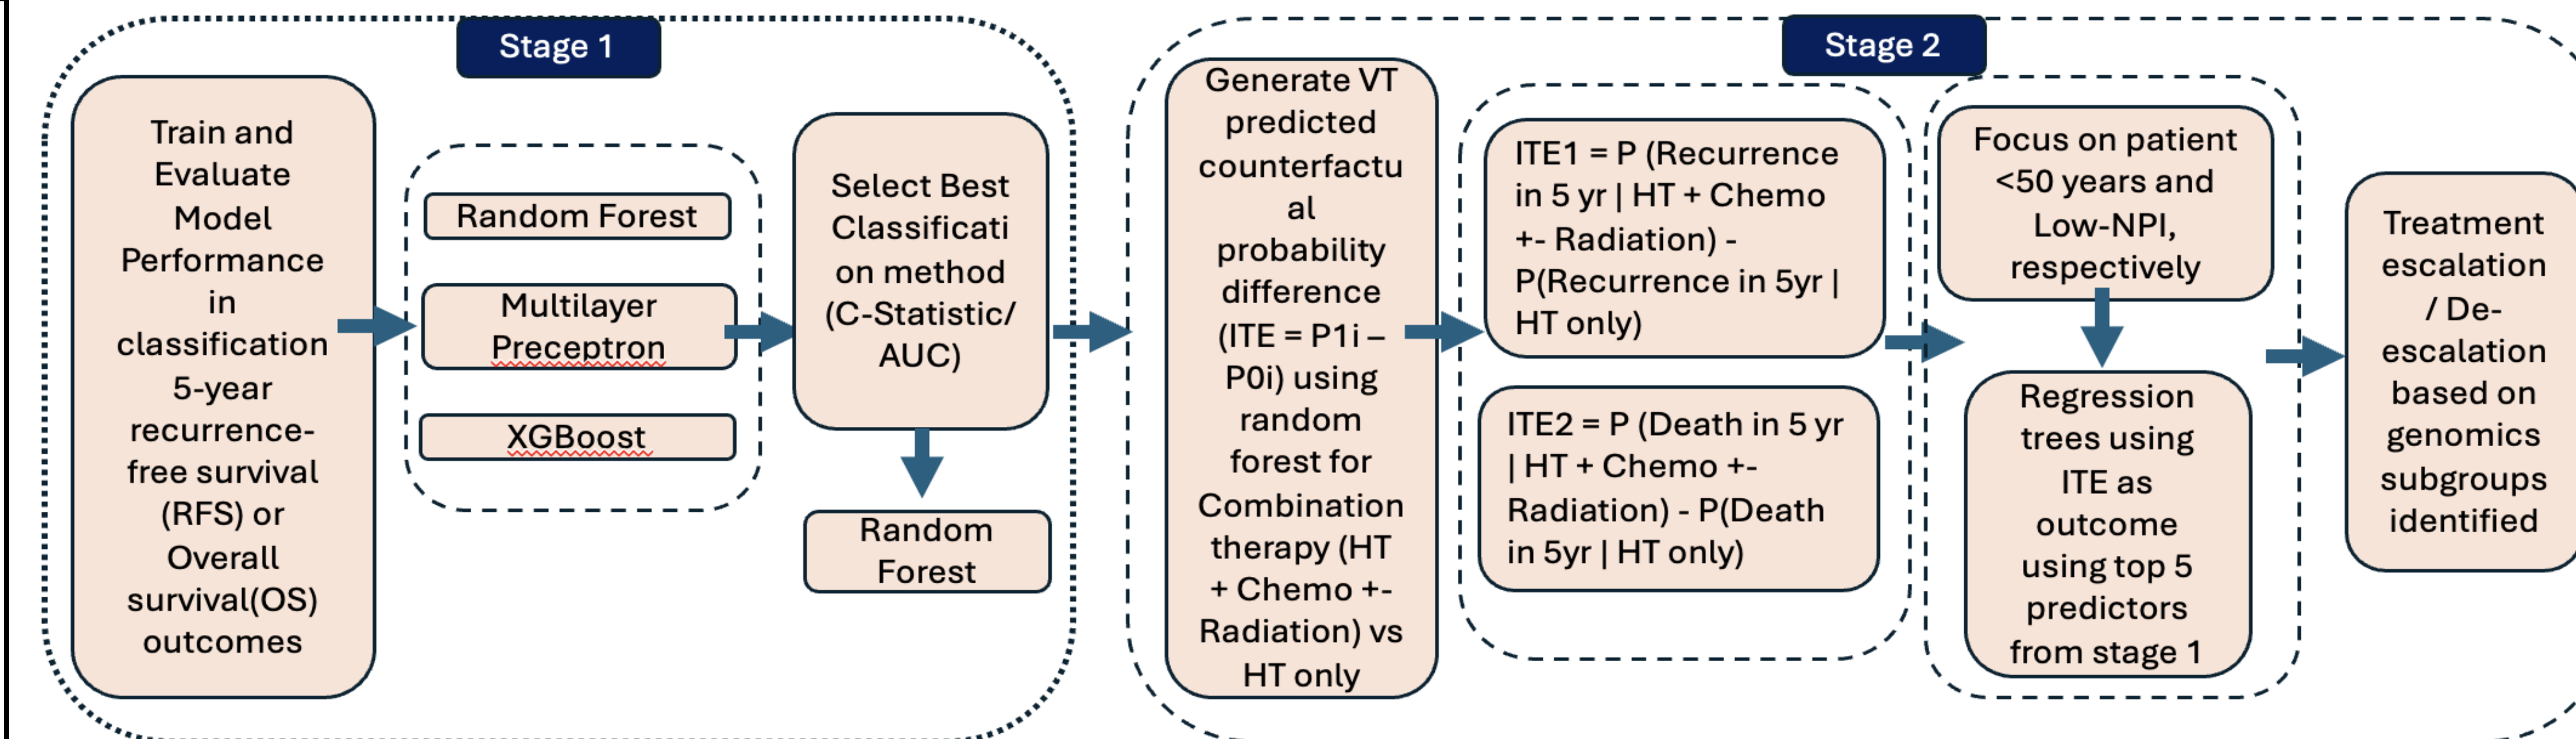 Stage 1
Train and
Evaluate
Model
Performance
in
classification
5-year
recurrence-
free survival
(RFS) or
Overall
survival(OS)
outcomes
Random Forest
Multilayer
Preceptron
XGBoost
Select Best
Classificati
on method
(C-Statistic/
AUC)
Random
Forest
Stage 2
Generate VT
predicted
counterfactu
al
probability
difference
(ITE = P1i –
P0i) using
random
forest for
Combination
therapy (HT
+ Chemo +-
Radiation) vs
HT only
ITE1 = P (Recurrence
in 5 yr | HT + Chemo
+- Radiation) -
P(Recurrence in 5yr |
HT only)
ITE2 = P (Death in 5 yr
| HT + Chemo +-
Radiation) - P(Death
in 5yr | HT only)
Focus on patient
<50 years and
Low-NPI,
respectively
Regression
trees using
ITE as
outcome
using top 5
predictors
from stage 1
Treatment
escalation
/ De-
escalation
based on
genomics
subgroups
identified